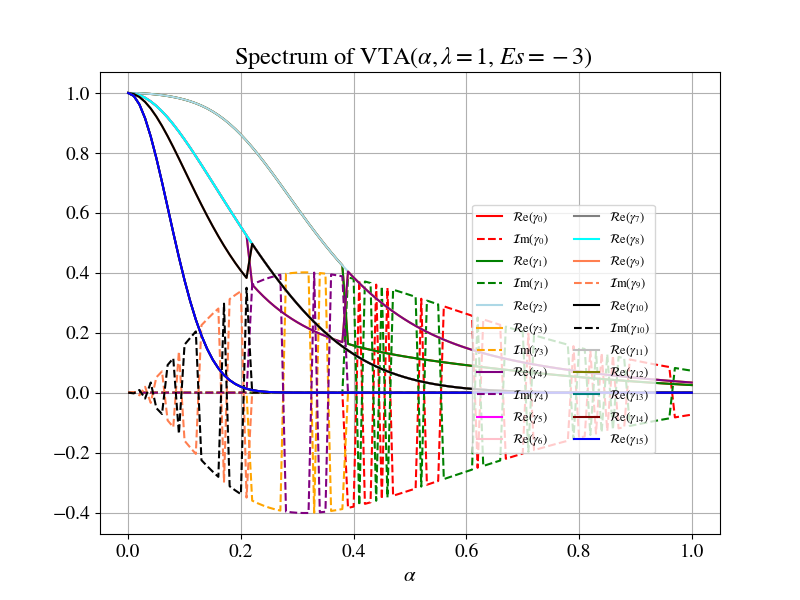 Spectrum of VTA(α, λ = 1, Es = −3)
1.0
0.8
0.6
0.4
0.2
0.0
−0.2
−0.4
ℛe(γ₀)
ℐm(γ₀)
ℛe(γ₁)
ℐm(γ₁)
ℛe(γ₂)
ℛe(γ₃)
ℐm(γ₃)
ℛe(γ₄)
ℐm(γ₄)
ℛe(γ₅)
ℛe(γ₆)
ℛe(γ₇)
ℛe(γ₈)
ℛe(γ₉)
ℐm(γ₉)
ℛe(γ₁₀)
ℐm(γ₁₀)
ℛe(γ₁₁)
ℛe(γ₁₂)
ℛe(γ₁₃)
ℛe(γ₁₄)
ℛe(γ₁₅)
0.0 0.2 0.4 0.6 0.8 1.0
α